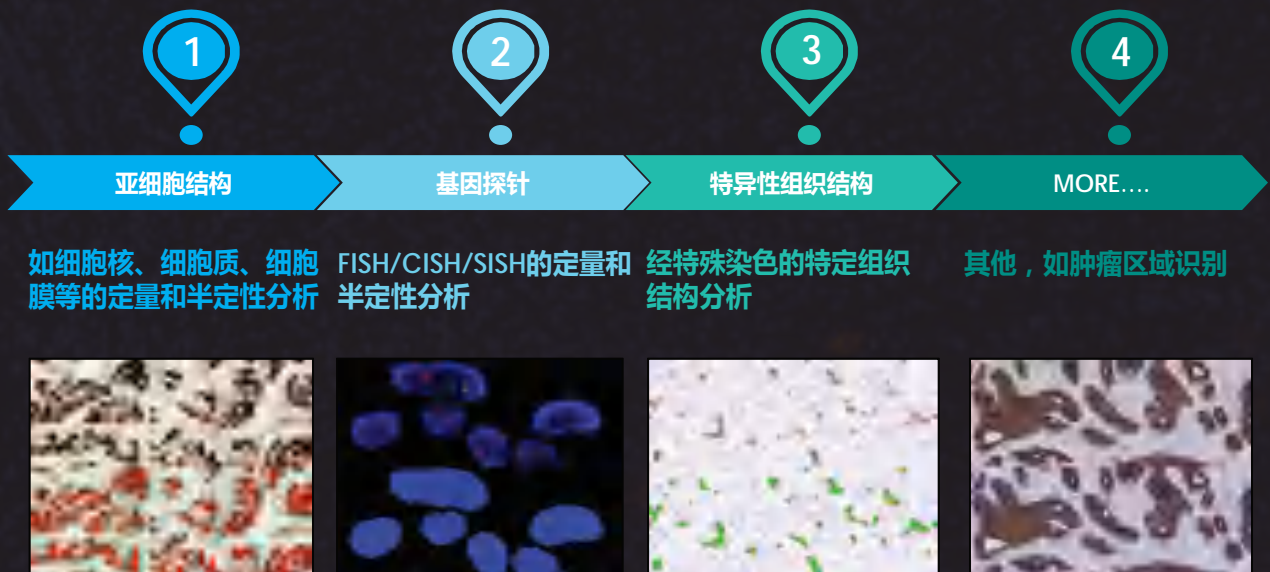 1
2
3
4
亚细胞结构
基因探针
特异性组织结构
MORE….
如细胞核、细胞质、细胞
膜等的定量和半定性分析
FISH/CISH/SISH的定量和
半定性分析
经特殊染色的特定组织
结构分析
其他，如肿瘤区域识别